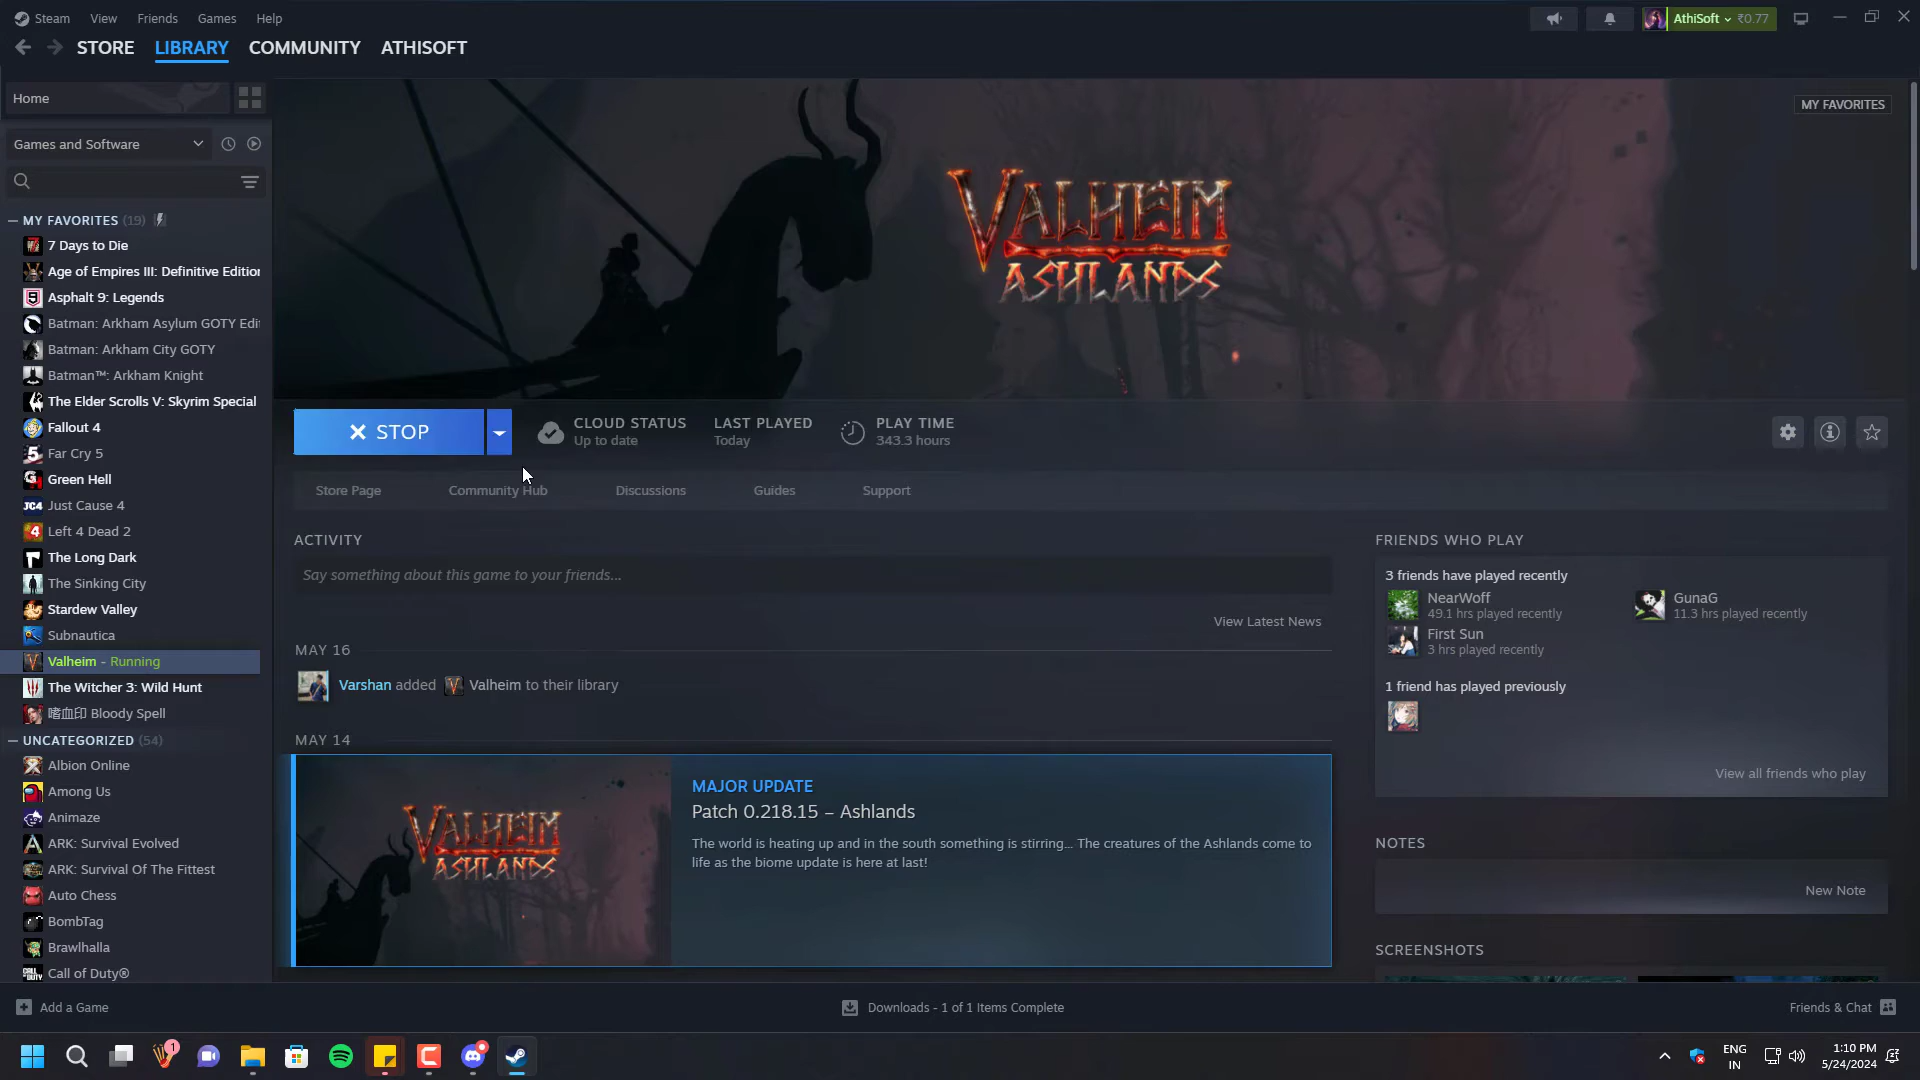 Steam View Friends Games Help
AthiSoft ₹0.77
STORE LIBRARY COMMUNITY ATHISOFT
Home
MY FAVORITES
Games and Software
MY FAVORITES (19)
7 Days to Die
Age of Empires III: Definitive Edition
Asphalt 9: Legends
Batman: Arkham Asylum GOTY Edi
Batman: Arkham City GOTY
Batman™: Arkham Knight
The Elder Scrolls V: Skyrim Special
Fallout 4
Far Cry 5
Green Hell
Just Cause 4
Left 4 Dead 2
The Long Dark
The Sinking City
Stardew Valley
Subnautica
Valheim - Running
The Witcher 3: Wild Hunt
嗜血印 Bloody Spell
UNCATEGORIZED (54)
Albion Online
Among Us
Animaze
ARK: Survival Evolved
ARK: Survival Of The Fittest
Auto Chess
BombTag
Brawlhalla
Call of Duty®
VALHEIM
ASHLANDS
STOP
CLOUD STATUS
Up to date
LAST PLAYED
Today
PLAY TIME
343.3 hours
Store Page Community Hub Discussions Guides Support
ACTIVITY
Say something about this game to your friends...
View Latest News
MAY 16
Varshan added Valheim to their library
MAY 14
VALHEIM
ASHLANDS
MAJOR UPDATE
Patch 0.218.15 – Ashlands
The world is heating up and in the south something is stirring... The creatures of the Ashlands come to
life as the biome update is here at last!
FRIENDS WHO PLAY
3 friends have played recently
NearWoff
49.1 hrs played recently
GunaG
11.3 hrs played recently
First Sun
3 hrs played recently
1 friend has played previously
View all friends who play
NOTES
New Note
SCREENSHOTS
Add a Game
Downloads - 1 of 1 Items Complete
Friends & Chat
1
ENG
IN
1:10 PM
5/24/2024